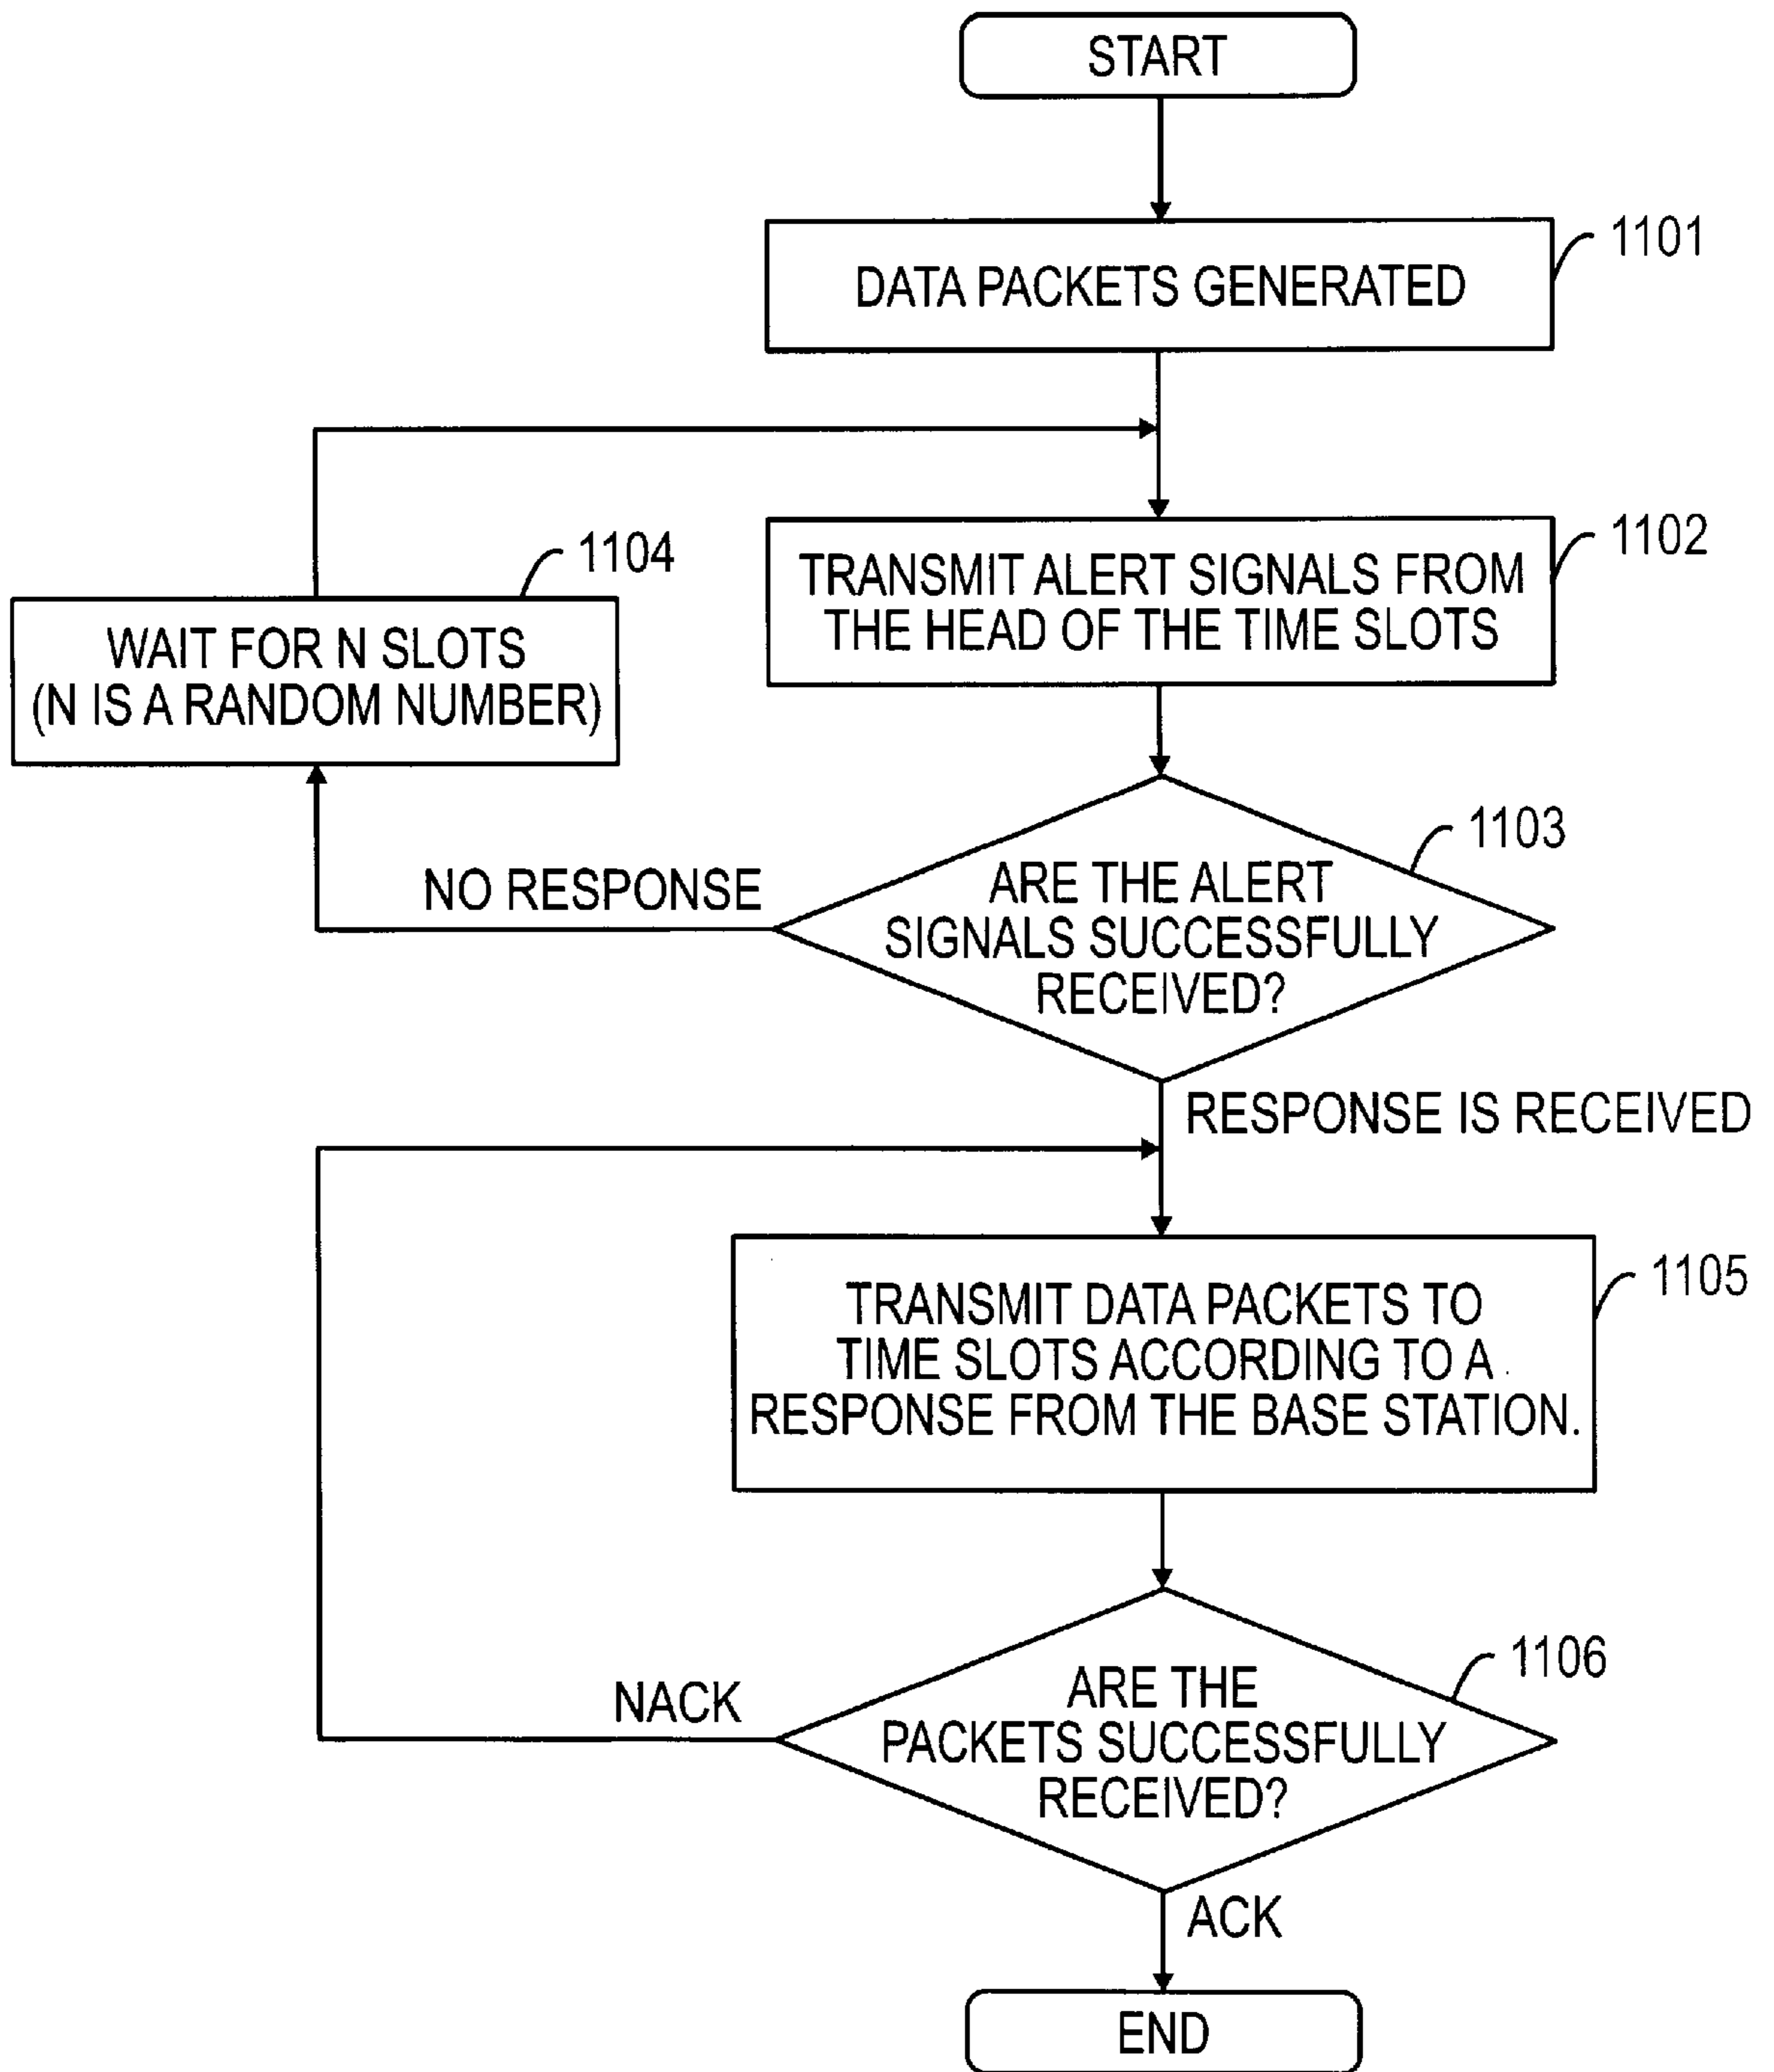 START
DATA PACKETS GENERATED
1101
TRANSMIT ALERT SIGNALS FROM
THE HEAD OF THE TIME SLOTS
1102
1104
WAIT FOR N SLOTS
(N IS A RANDOM NUMBER)
1103
ARE THE ALERT
SIGNALS SUCCESSFULLY
RECEIVED?
NO RESPONSE
RESPONSE IS RECEIVED
1105
TRANSMIT DATA PACKETS TO
TIME SLOTS ACCORDING TO A
RESPONSE FROM THE BASE STATION.
1106
ARE THE
PACKETS SUCCESSFULLY
RECEIVED?
NACK
ACK
END